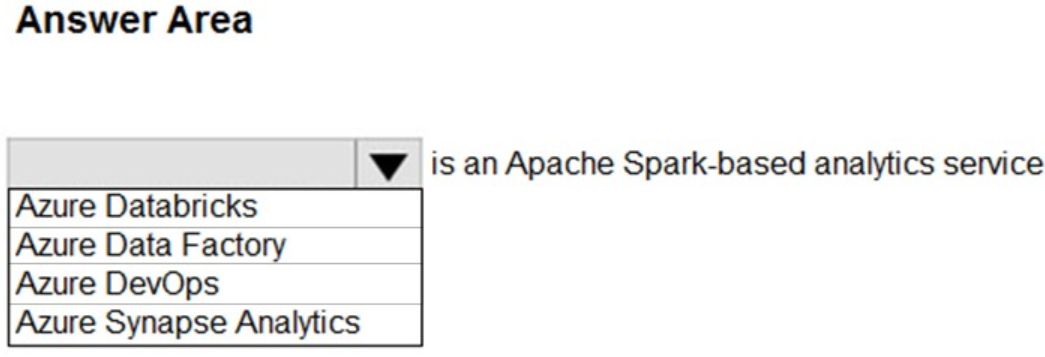 Answer Area
is an Apache Spark-based analytics service
Azure Databricks
Azure Data Factory
Azure DevOps
Azure Synapse Analytics